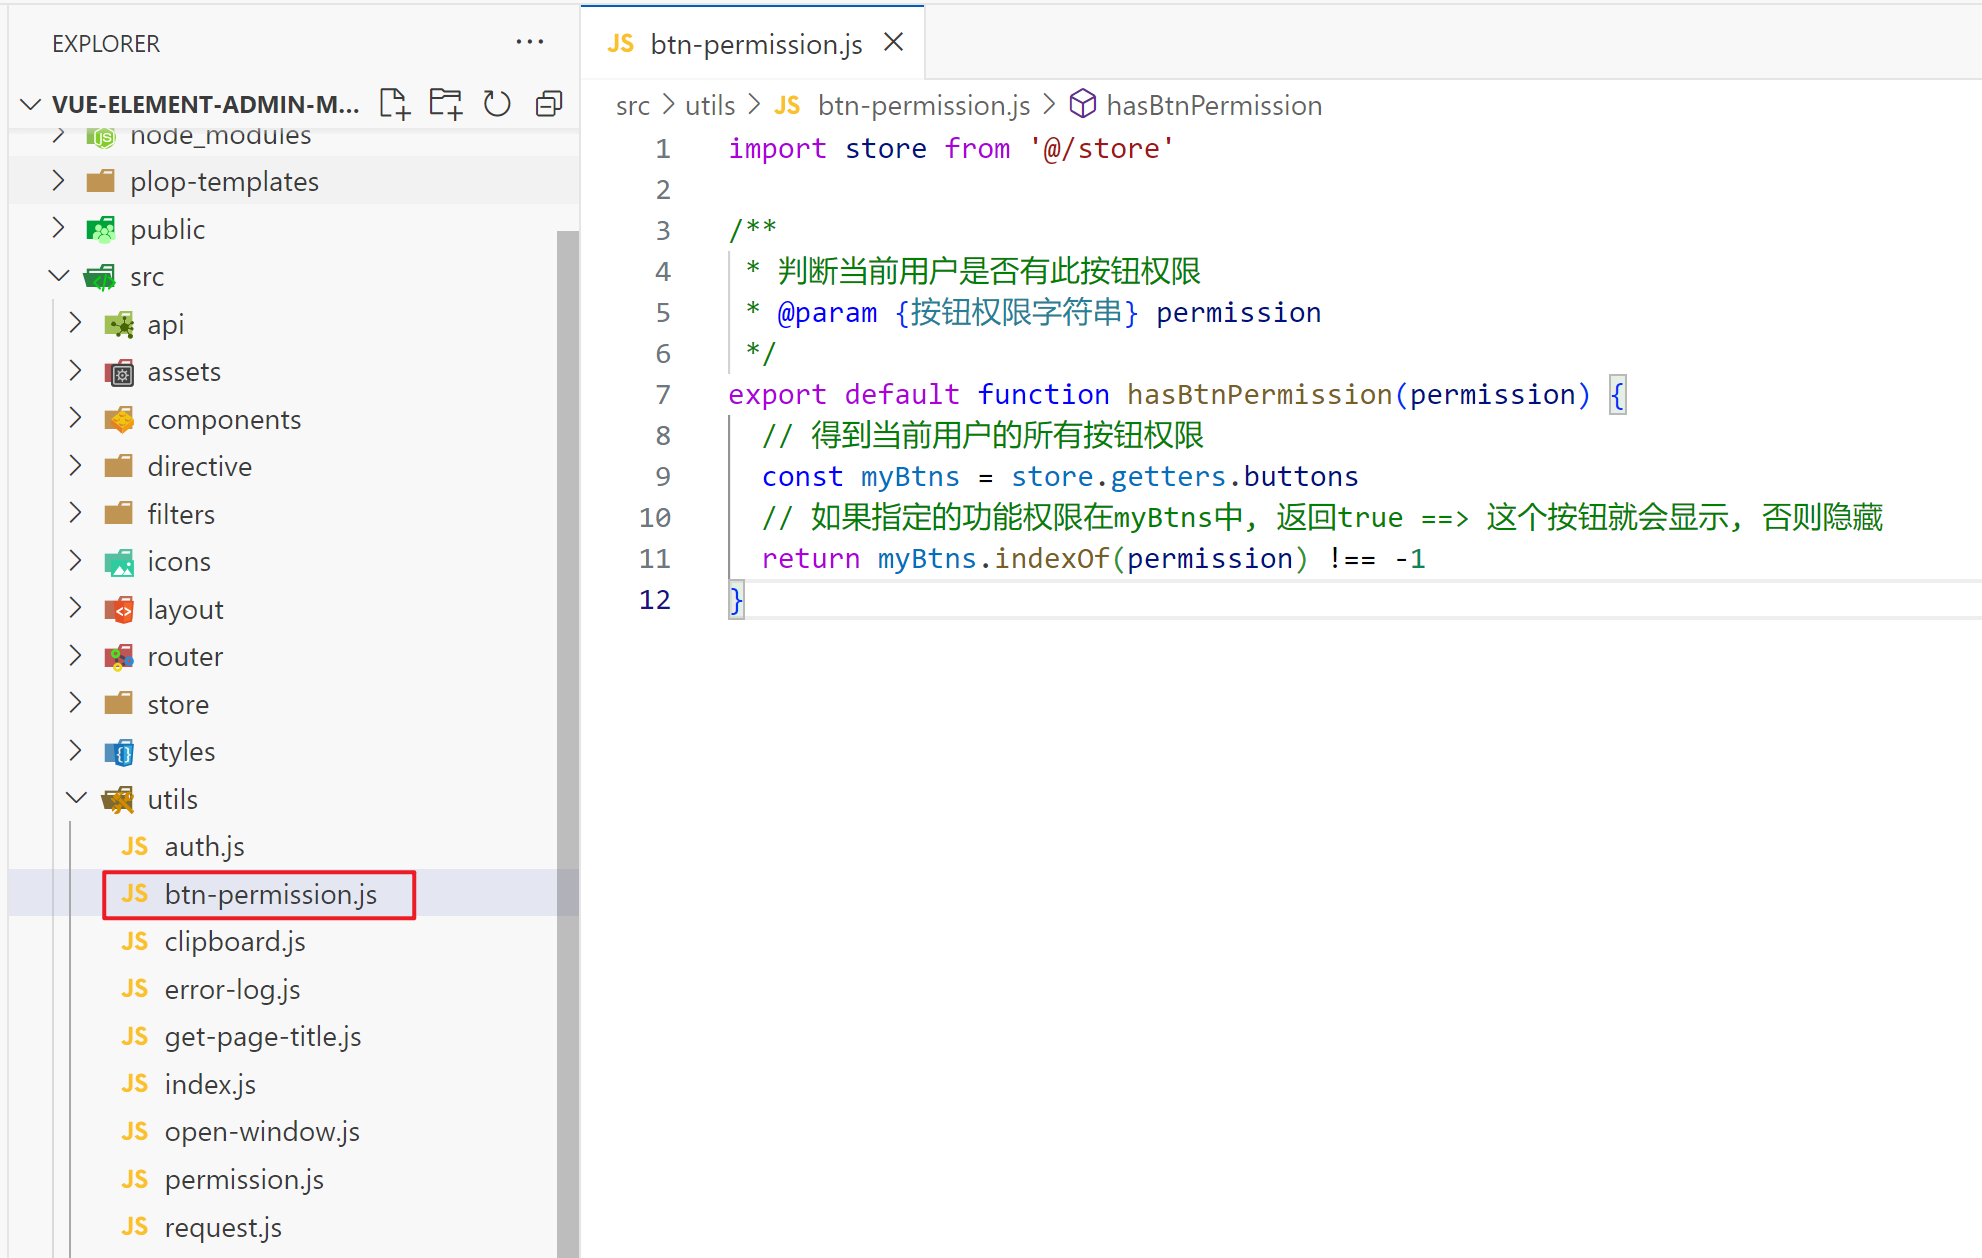 EXPLORER
VUE-ELEMENT-ADMIN-M...
node_modules
plop-templates
public
src
api
assets
components
directive
filters
icons
layout
router
store
styles
utils
JS auth.js
JS btn-permission.js
JS clipboard.js
JS error-log.js
JS get-page-title.js
JS index.js
JS open-window.js
JS permission.js
JS request.js
JS btn-permission.js
src > utils > JS btn-permission.js > hasBtnPermission
1 import store from '@/store'
2
3 /**
4 * 判断当前用户是否有此按钮权限
5 * @param {按钮权限字符串} permission
6 */
7 export default function hasBtnPermission(permission) {
8 // 得到当前用户的所有按钮权限
9 const myBtns = store.getters.buttons
10 // 如果指定的功能权限在myBtns中, 返回true ==> 这个按钮就会显示, 否则隐藏
11 return myBtns.indexOf(permission) !== -1
12 }